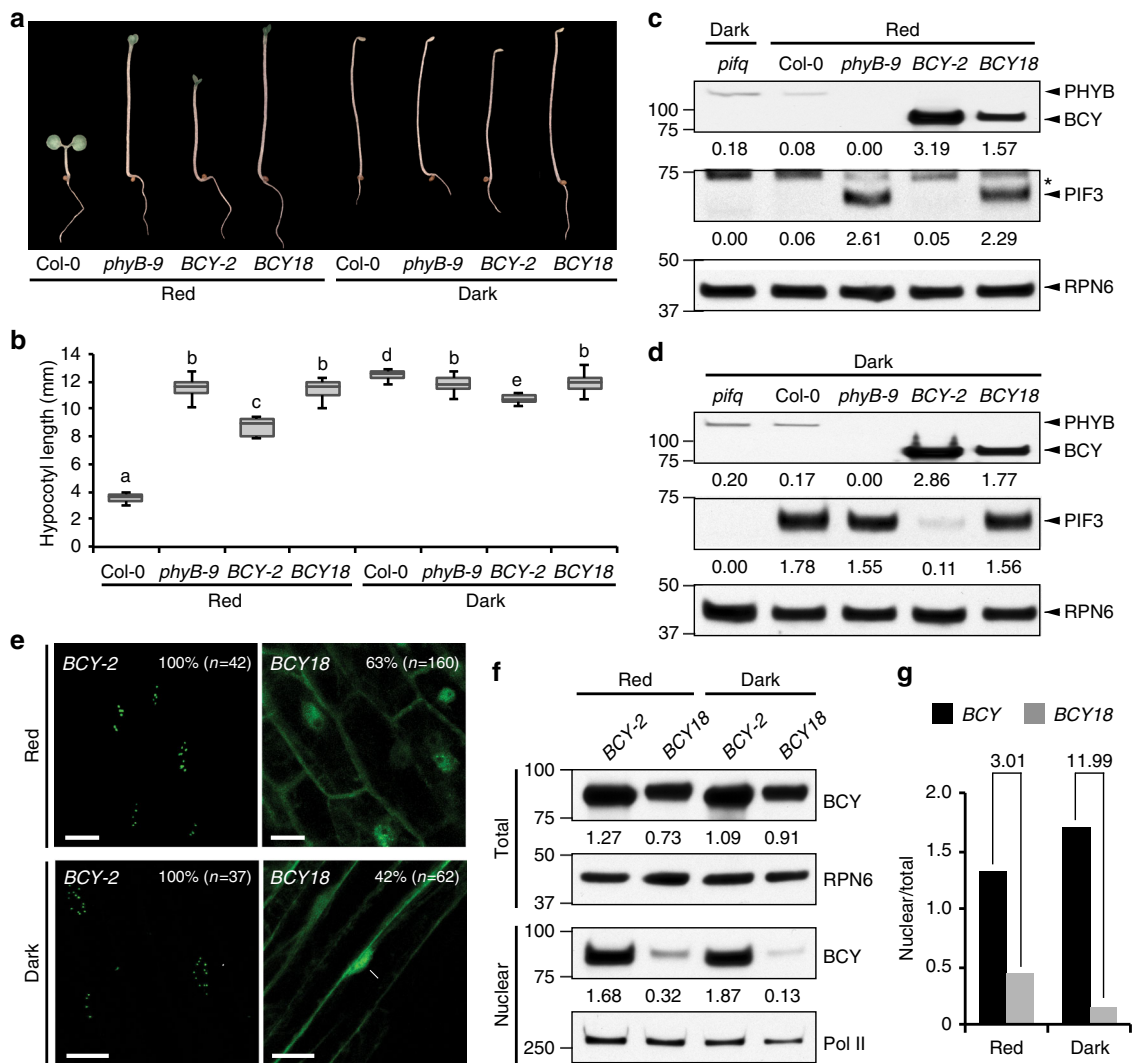 a
Col-0 phyB-9 BCY-2 BCY18 Col-0 phyB-9 BCY-2 BCY18
Red Dark
b
Hypocotyl length (mm)
14
12
10
8
6
4
2
0
a b c b d b e b
Col-0 phyB-9 BCY-2 BCY18 Col-0 phyB-9 BCY-2 BCY18
Red Dark
c
Dark Red
pifq Col-0 phyB-9 BCY-2 BCY18
PHYB
100
BCY
75
0.18 0.08 0.00 3.19 1.57
75
*
PIF3
0.00 0.06 2.61 0.05 2.29
50
RPN6
37
d
Dark
pifq Col-0 phyB-9 BCY-2 BCY18
PHYB
100
BCY
75
0.20 0.17 0.00 2.86 1.77
75
PIF3
0.00 1.78 1.55 0.11 1.56
50
RPN6
37
e
Red
BCY-2 100% (n=42)
BCY18 63% (n=160)
Dark
BCY-2 100% (n=37)
BCY18 42% (n=62)
f
Red Dark
BCY-2 BCY18 BCY-2 BCY18
Total
100
BCY
75
1.27 0.73 1.09 0.91
50
RPN6
37
Nuclear
100
BCY
75
1.68 0.32 1.87 0.13
Pol II
250
g
BCY BCY18
3.01 11.99
Nuclear/total
2.0
1.5
1.0
0.5
0
Red Dark